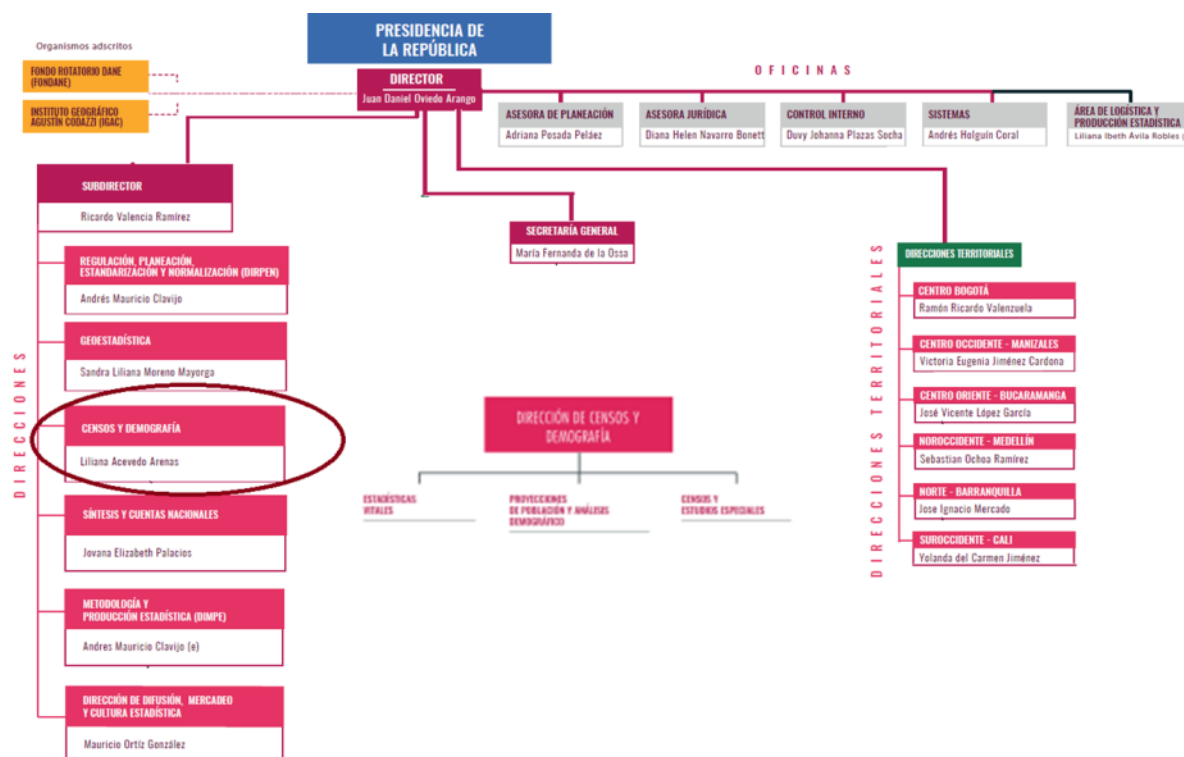 PRESIDENCIA DE
LA REPÚBLICA
Organismos adscritos
FONDO ROTATORIO DANE
(FONDANE)
INSTITUTO GEOGRÁFICO
AGUSTÍN CODAZZI (IGAC)
DIRECTOR
Juan Daniel Oviedo Arango
OFICINAS
ASESORA DE PLANEACIÓN
Adriana Posada Peláez
ASESORA JURÍDICA
Diana Helen Navarro Bonett
CONTROL INTERNO
Duvy Johanna Plazas Socha
SISTEMAS
Andrés Holguín Coral
ÁREA DE LOGÍSTICA Y
PRODUCCIÓN ESTADÍSTICA
Liliana Ibeth Ávila Robles (
SUBDIRECTOR
Ricardo Valencia Ramírez
SECRETARÍA GENERAL
María Fernanda de la Ossa
DIRECCIONES
REGULACIÓN, PLANEACIÓN,
ESTANDARIZACIÓN Y NORMALIZACIÓN (DIRPEN)
Andrés Mauricio Clavijo
GEOESTADÍSTICA
Sandra Liliana Moreno Mayorga
CENSOS Y DEMOGRAFÍA
Liliana Acevedo Arenas
SÍNTESIS Y CUENTAS NACIONALES
Jovana Elizabeth Palacios
METODOLOGÍA Y
PRODUCCIÓN ESTADÍSTICA (DIMPE)
Andres Mauricio Clavijo (e)
DIRECCIÓN DE DIFUSIÓN, MERCADEO
Y CULTURA ESTADÍSTICA
Mauricio Ortíz González
DIRECCIÓN DE CENSOS Y
DEMOGRAFÍA
ESTADÍSTICAS
VITALES
PROYECCIONES
DE POBLACIÓN Y ANÁLISIS
DEMOGRÁFICO
CENSOS Y
ESTUDIOS ESPECIALES
DIRECCIONES TERRITORIALES
DIRECCIONES TERRITORIALES
CENTRO BOGOTÁ
Ramón Ricardo Valenzuela
CENTRO OCCIDENTE - MANIZALES
Victoria Eugenia Jiménez Cardona
CENTRO ORIENTE - BUCARAMANGA
José Vicente López García
NOROCCIDENTE - MEDELLÍN
Sebastian Ochoa Ramírez
NORTE - BARRANQUILLA
Jose Ignacio Mercado
SUROCCIDENTE - CALI
Yolanda del Carmen Jiménez